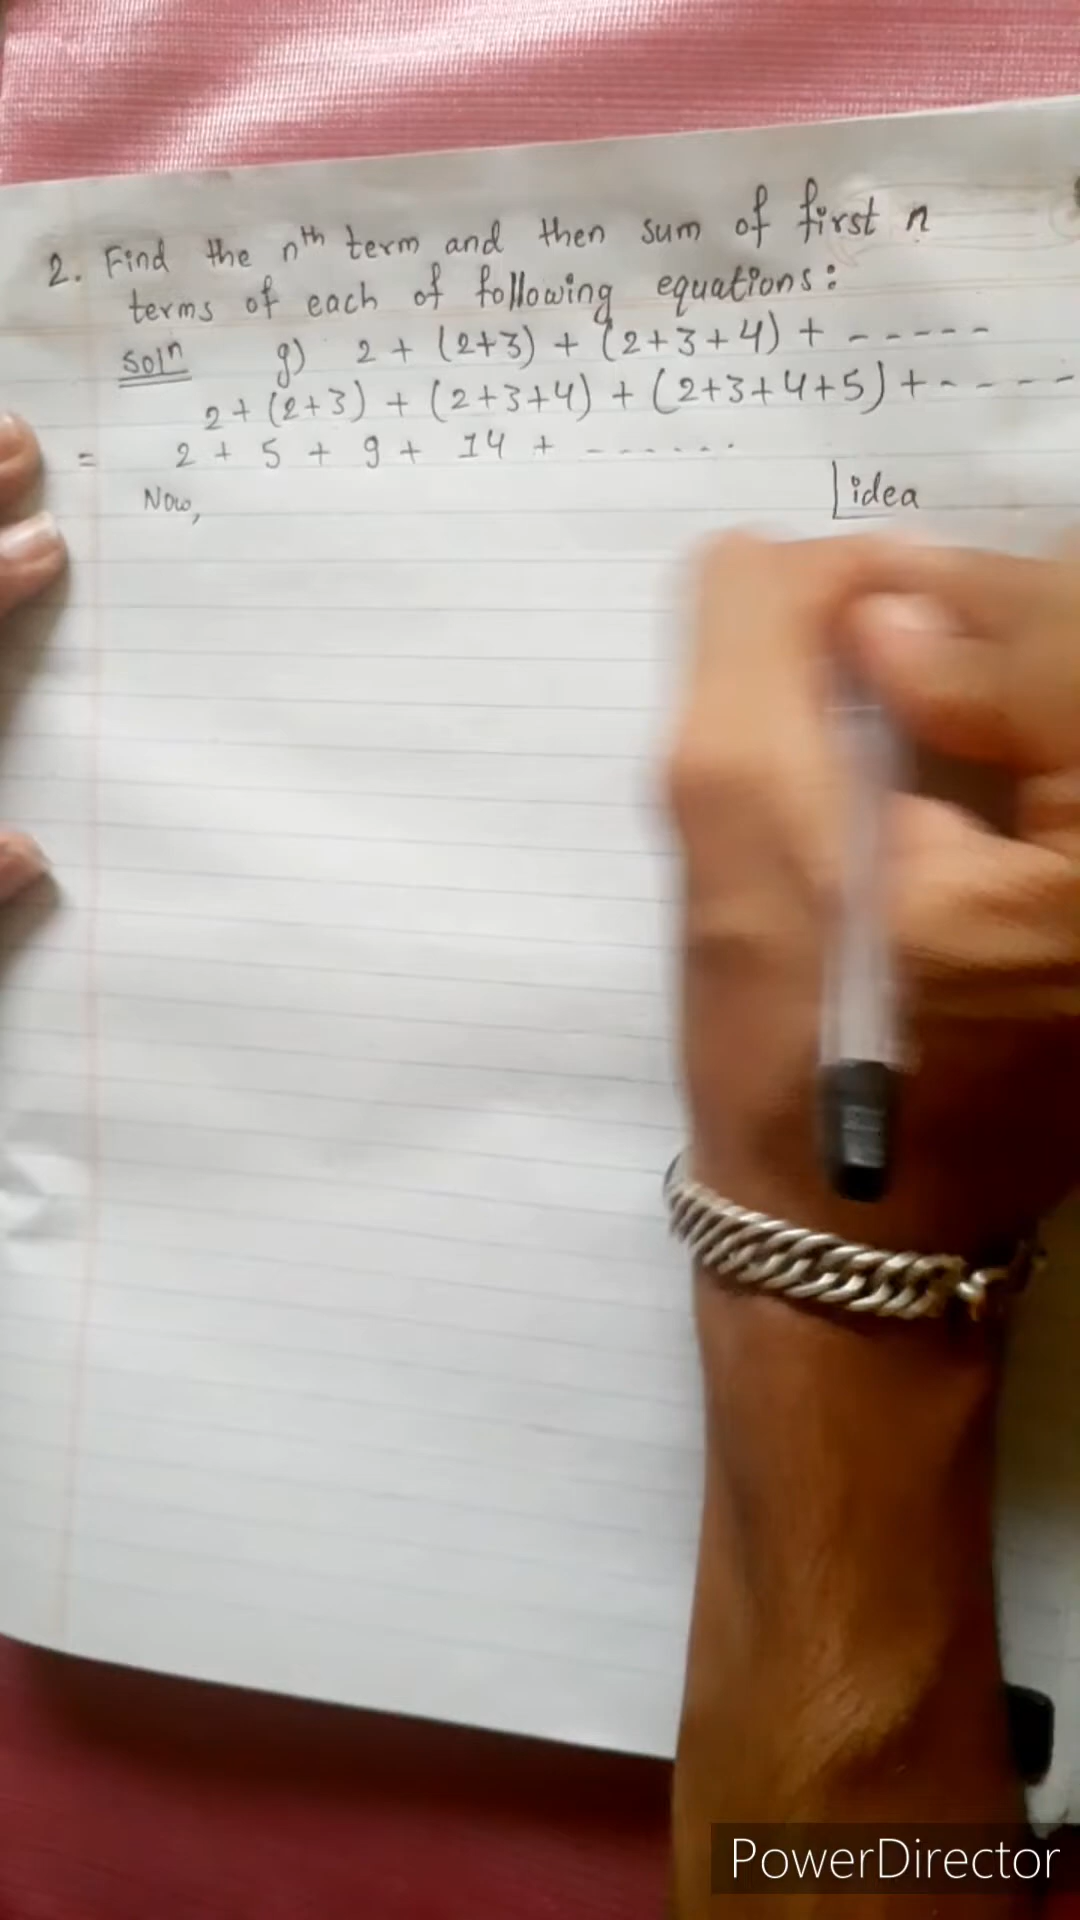 2. Find the nth term and then sum of first n
terms of each of following equations:
Soln g) 2 + (2+3) + (2+3+4) + -----
2 + (2+3) + (2+3+4) + (2+3+4+5) + -----
= 2 + 5 + 9 + 14 + ------.
Now,
idea
PowerDirector